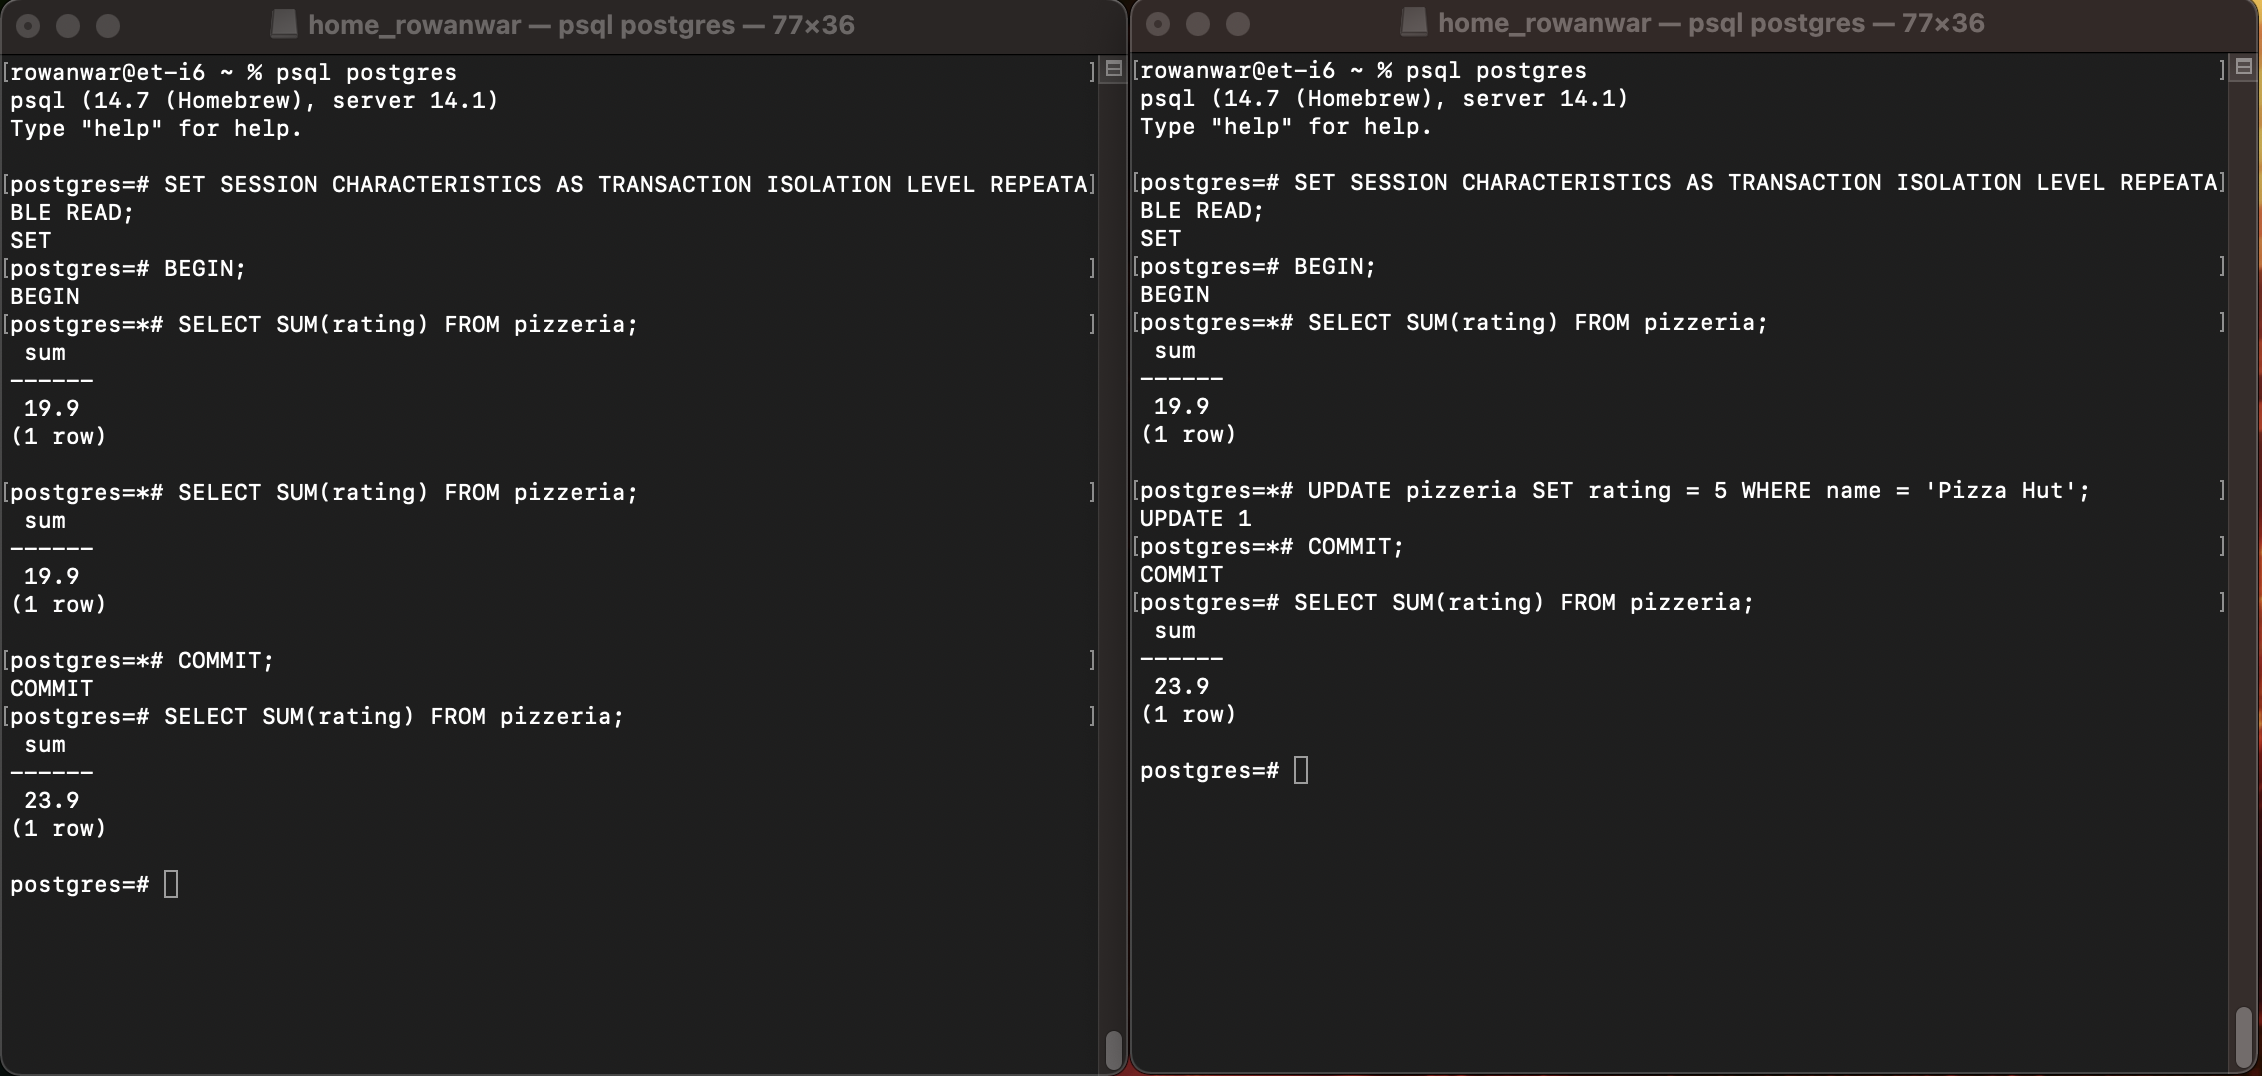 home_rowanwar — psql postgres — 77×36
[rowanwar@et-i6 ~ % psql postgres ]
psql (14.7 (Homebrew), server 14.1)
Type "help" for help.
[postgres=# SET SESSION CHARACTERISTICS AS TRANSACTION ISOLATION LEVEL REPEATA]
BLE READ;
SET
[postgres=# BEGIN; ]
BEGIN
[postgres=*# SELECT SUM(rating) FROM pizzeria; ]
sum
------
19.9
(1 row)
[postgres=*# SELECT SUM(rating) FROM pizzeria; ]
sum
------
19.9
(1 row)
[postgres=*# COMMIT; ]
COMMIT
[postgres=# SELECT SUM(rating) FROM pizzeria; ]
sum
------
23.9
(1 row)
postgres=#
home_rowanwar — psql postgres — 77×36
[rowanwar@et-i6 ~ % psql postgres ]
psql (14.7 (Homebrew), server 14.1)
Type "help" for help.
[postgres=# SET SESSION CHARACTERISTICS AS TRANSACTION ISOLATION LEVEL REPEATA]
BLE READ;
SET
[postgres=# BEGIN; ]
BEGIN
[postgres=*# SELECT SUM(rating) FROM pizzeria; ]
sum
------
19.9
(1 row)
[postgres=*# UPDATE pizzeria SET rating = 5 WHERE name = 'Pizza Hut'; ]
UPDATE 1
[postgres=*# COMMIT; ]
COMMIT
[postgres=# SELECT SUM(rating) FROM pizzeria; ]
sum
------
23.9
(1 row)
postgres=#